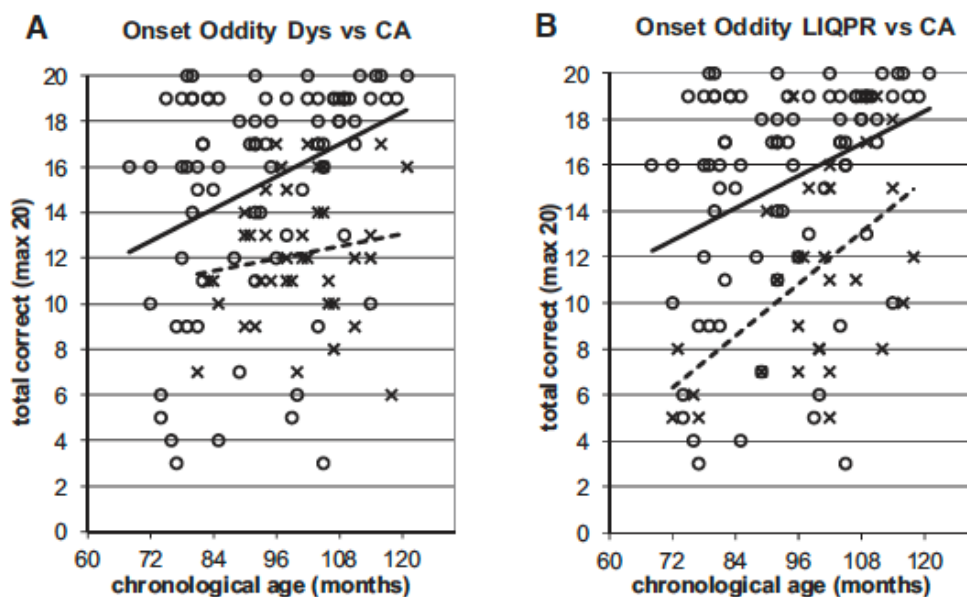 A Onset Oddity Dys vs CA
total correct (max 20)
20
18
16
14
12
10
8
6
4
2
0
60 72 84 96 108 120
chronological age (months)
B Onset Oddity LIQPR vs CA
total correct (max 20)
20
18
16
14
12
10
8
6
4
2
0
60 72 84 96 108 120
chronological age (months)